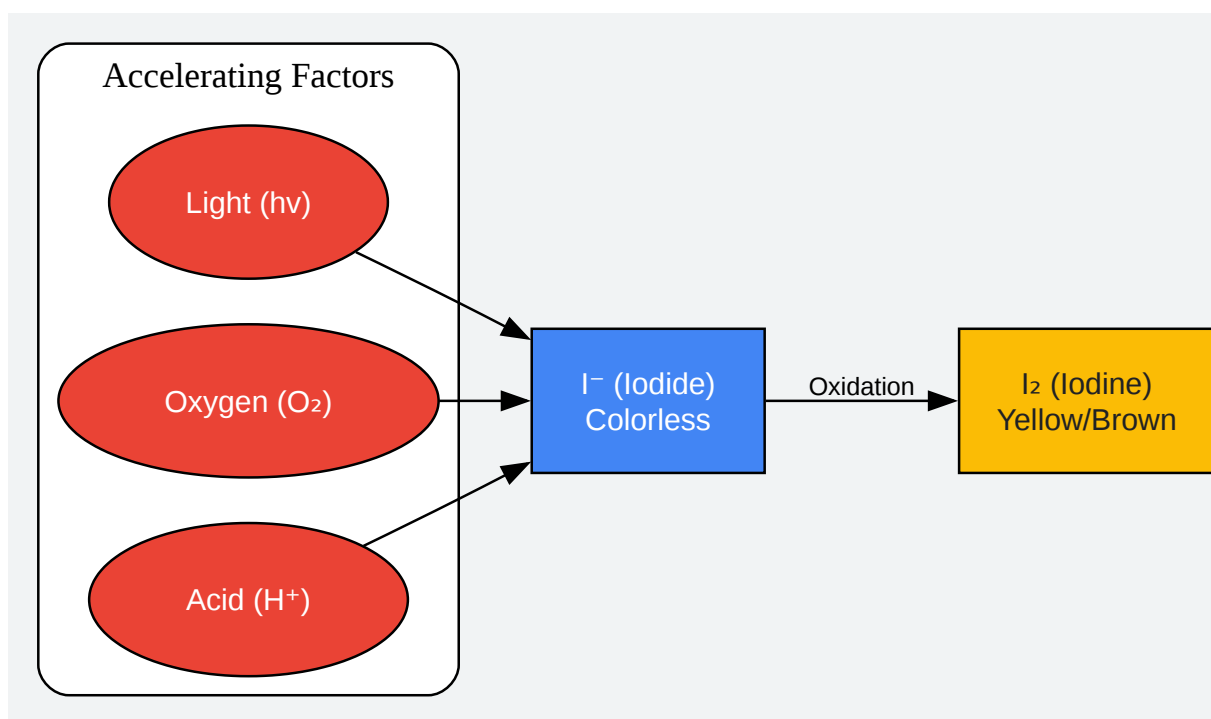 Accelerating Factors
Light (hv)
Oxygen (O₂)
Acid (H⁺)
I⁻ (Iodide)
Colorless
Oxidation
I₂ (Iodine)
Yellow/Brown